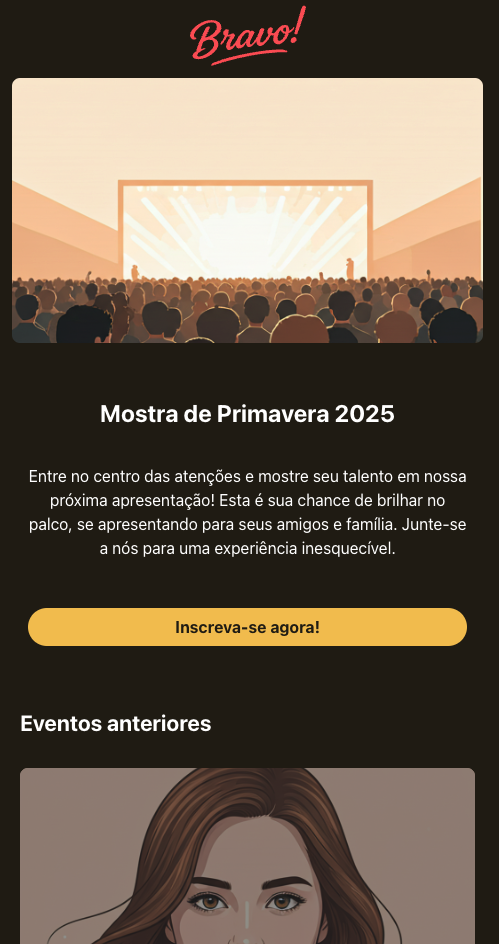 Bravo!
Mostra de Primavera 2025
Entre no centro das atenções e mostre seu talento em nossa
próxima apresentação! Esta é sua chance de brilhar no
palco, se apresentando para seus amigos e família. Junte-se
a nós para uma experiência inesquecível.
Inscreva-se agora!
Eventos anteriores